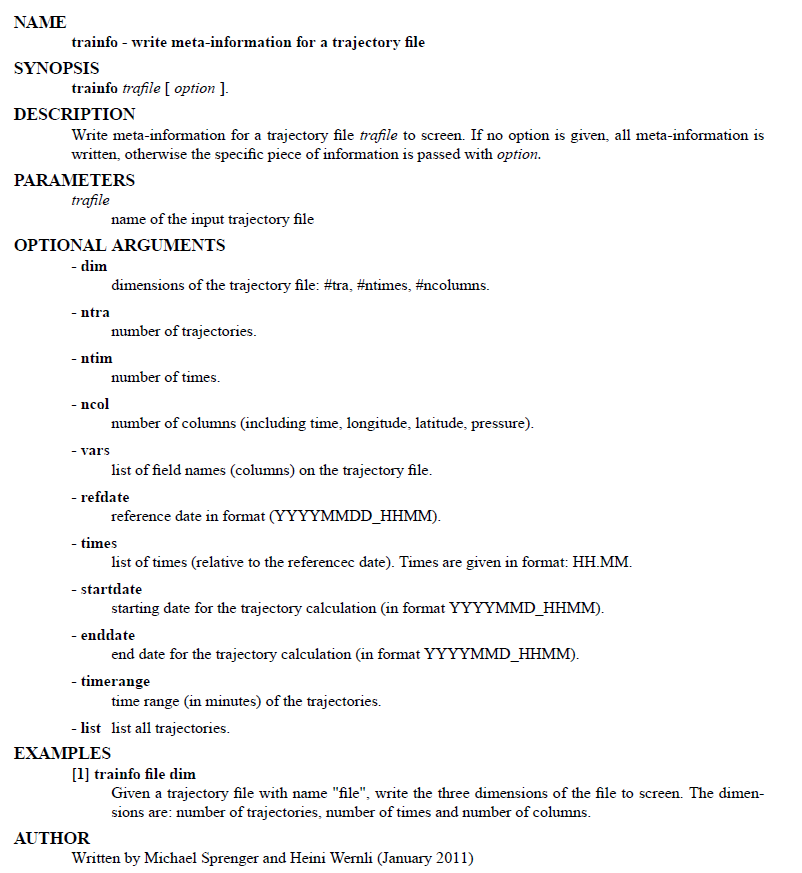 NAME
trainfo - write meta-information for a trajectory file
SYNOPSIS
trainfo trafile [ option ].
DESCRIPTION
Write meta-information for a trajectory file trafile to screen. If no option is given, all meta-information is
written, otherwise the specific piece of information is passed with option.
PARAMETERS
trafile
name of the input trajectory file
OPTIONAL ARGUMENTS
- dim
dimensions of the trajectory file: #tra, #ntimes, #ncolumns.
- ntra
number of trajectories.
- ntim
number of times.
- ncol
number of columns (including time, longitude, latitude, pressure).
- vars
list of field names (columns) on the trajectory file.
- refdate
reference date in format (YYYYMMDD_HHMM).
- times
list of times (relative to the referencec date). Times are given in format: HH.MM.
- startdate
starting date for the trajectory calculation (in format YYYYMMD_HHMM).
- enddate
end date for the trajectory calculation (in format YYYYMMD_HHMM).
- timerange
time range (in minutes) of the trajectories.
- list list all trajectories.
EXAMPLES
[1] trainfo file dim
Given a trajectory file with name "file", write the three dimensions of the file to screen. The dimen-
sions are: number of trajectories, number of times and number of columns.
AUTHOR
Written by Michael Sprenger and Heini Wernli (January 2011)